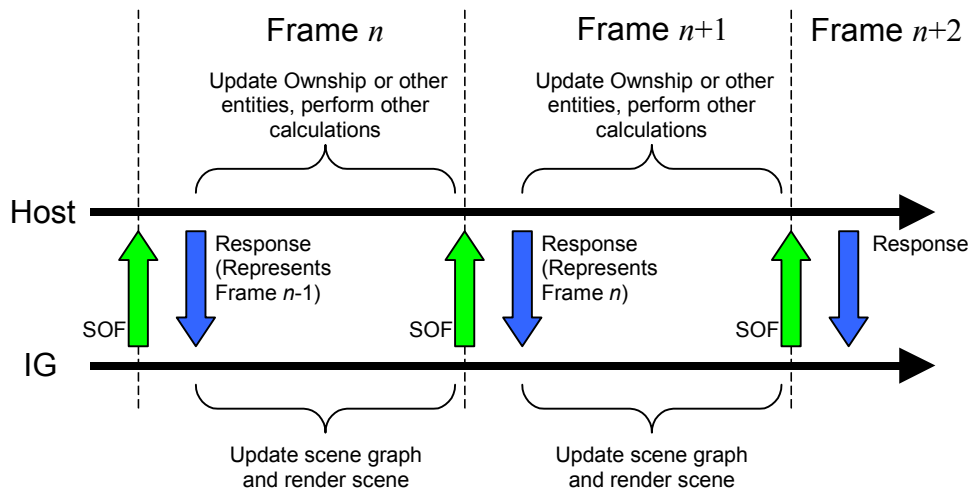 Frame n
Frame n+1
Frame n+2
Update Ownship or other
entities, perform other
calculations
Update Ownship or other
entities, perform other
calculations
Host
Response
(Represents
Frame n-1)
Response
(Represents
Frame n)
Response
SOF
SOF
SOF
IG
Update scene graph
and render scene
Update scene graph
and render scene